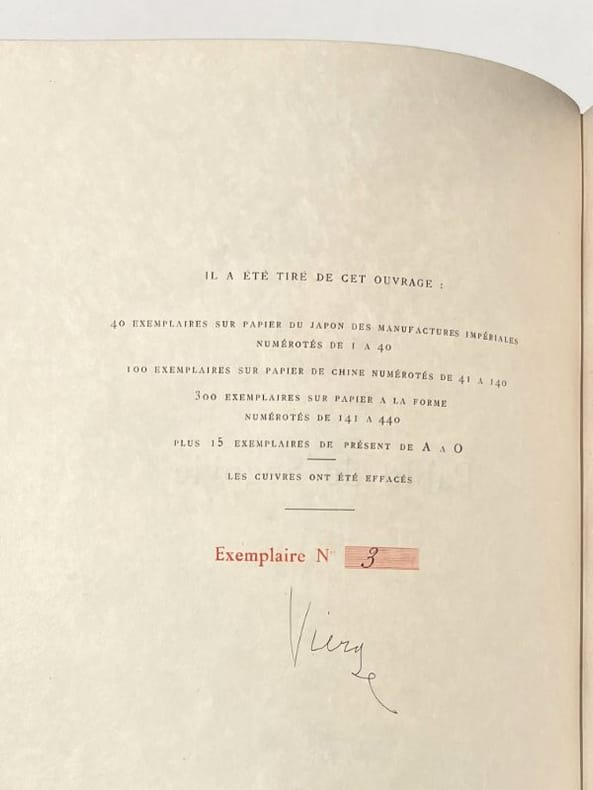 IL A ÉTÉ TIRÉ DE CET OUVRAGE :
40 EXEMPLAIRES SUR PAPIER DU JAPON DES MANUFACTURES IMPÉRIALES
NUMÉROTÉS DE 1 A 40
100 EXEMPLAIRES SUR PAPIER DE CHINE NUMÉROTÉS DE 41 A 140
300 EXEMPLAIRES SUR PAPIER A LA FORME
NUMÉROTÉS DE 141 A 440
PLUS 15 EXEMPLAIRES DE PRÉSENT DE A A O
LES CUIVRES ONT ÉTÉ EFFACÉS
Exemplaire N° 3
Vierge